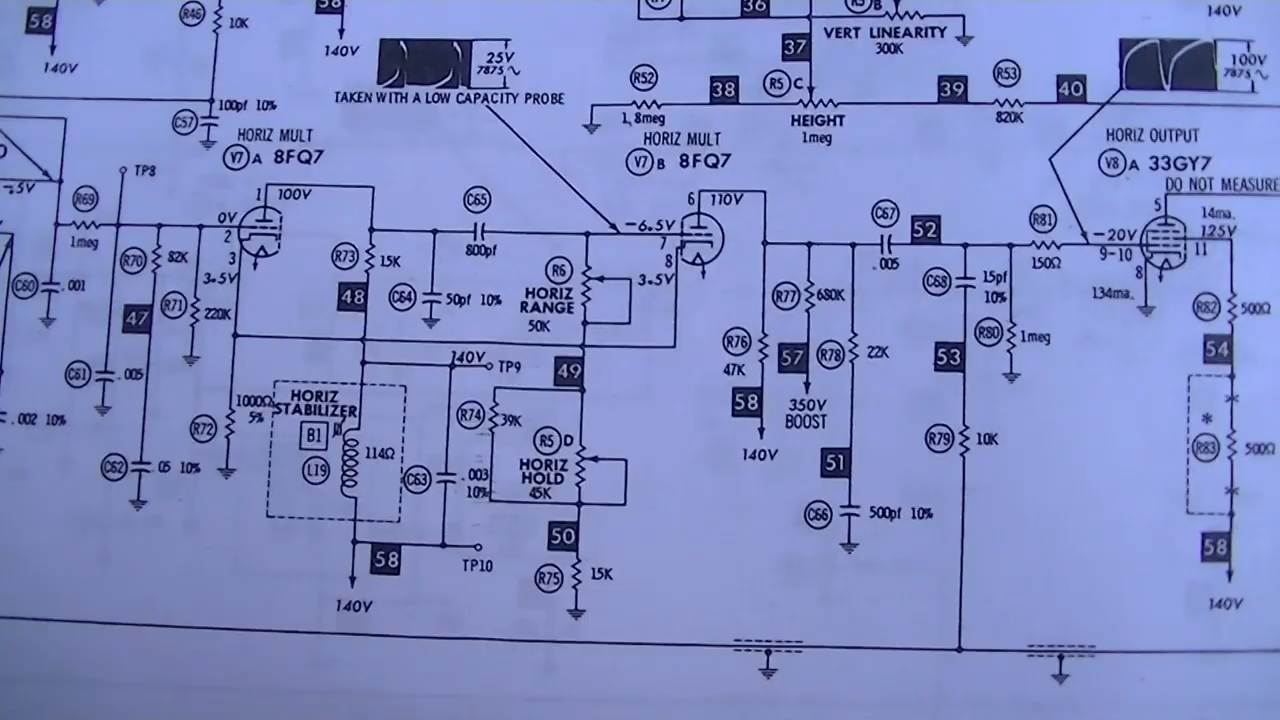 58
140V
R46
10K
58
140V
25V
7875
TAKEN WITH A LOW CAPACITY PROBE
36
B
VERT LINEARITY
300K
37
140V
100V
7875
R52
1.8meg
38
R5 C
HEIGHT
1meg
39
R53
820K
40
100pf 10%
C57
HORIZ MULT
V7 A 8FQ7
HORIZ MULT
V7 B 8FQ7
HORIZ OUTPUT
V8 A 33GY7
DO NOT MEASURE
TP8
1
100V
6
110V
5
14ma.
125V
11
-.5V
R69
1meg
0V
2
3
3.5V
C65
800pf
-6.5V
7
8
3.5V
C67
.005
52
R81
150Ω
-20V
9-10
8
134ma.
C60
.001
R70
82K
47
R71
220K
R73
15K
48
C64
50pf 10%
R6
HORIZ
RANGE
50K
R77
680K
C68
15pf
10%
R80
1meg
R82
500Ω
54
C61
.005
140V
TP9
49
R76
47K
58
140V
57
350V
BOOST
R78
22K
53
.002 10%
R72
1000Ω
5%
HORIZ
STABILIZER
B1
L19
114Ω
R74
39K
R5 D
HORIZ
HOLD
45K
R79
10K
*
R83
500Ω
C62
05 10%
C63
.003
10%
51
C66
500pf 10%
58
TP10
140V
50
R75
15K
58
140V